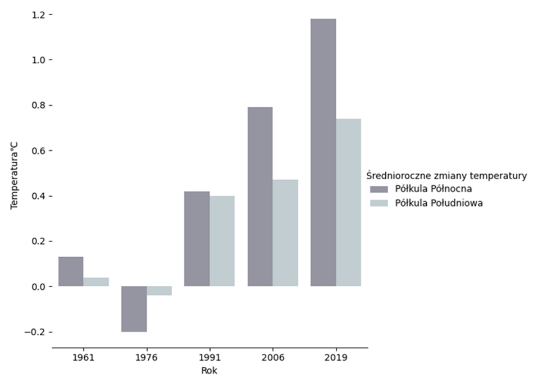 1.2
1.0
0.8
0.6
0.4
0.2
0.0
−0.2
Temperatura°C
1961 1976 1991 2006 2019
Rok
Średnioroczne zmiany temperatury
Półkula Północna
Półkula Południowa